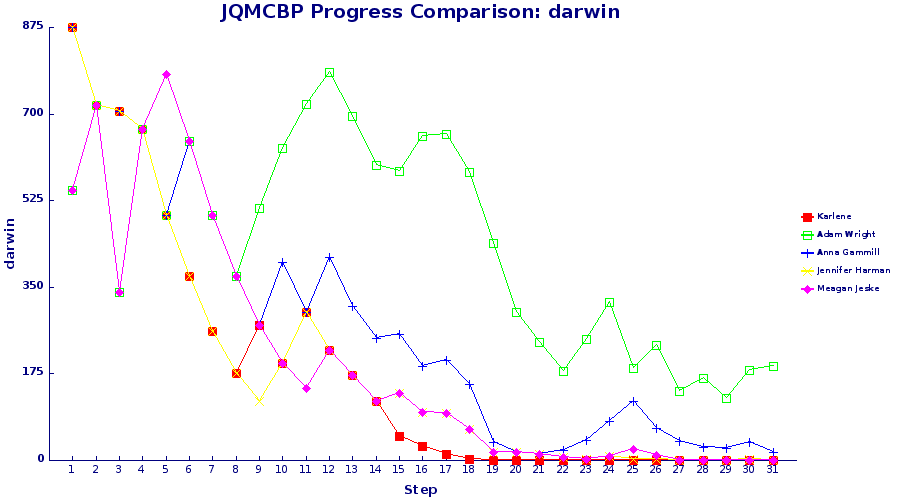 JQMCBP Progress Comparison: darwin
875
700
525
350
175
0
darwin
1 2 3 4 5 6 7 8 9 10 11 12 13 14 15 16 17 18 19 20 21 22 23 24 25 26 27 28 29 30 31
Step
Karlene
Adam Wright
Anna Gammill
Jennifer Harman
Meagan Jeske